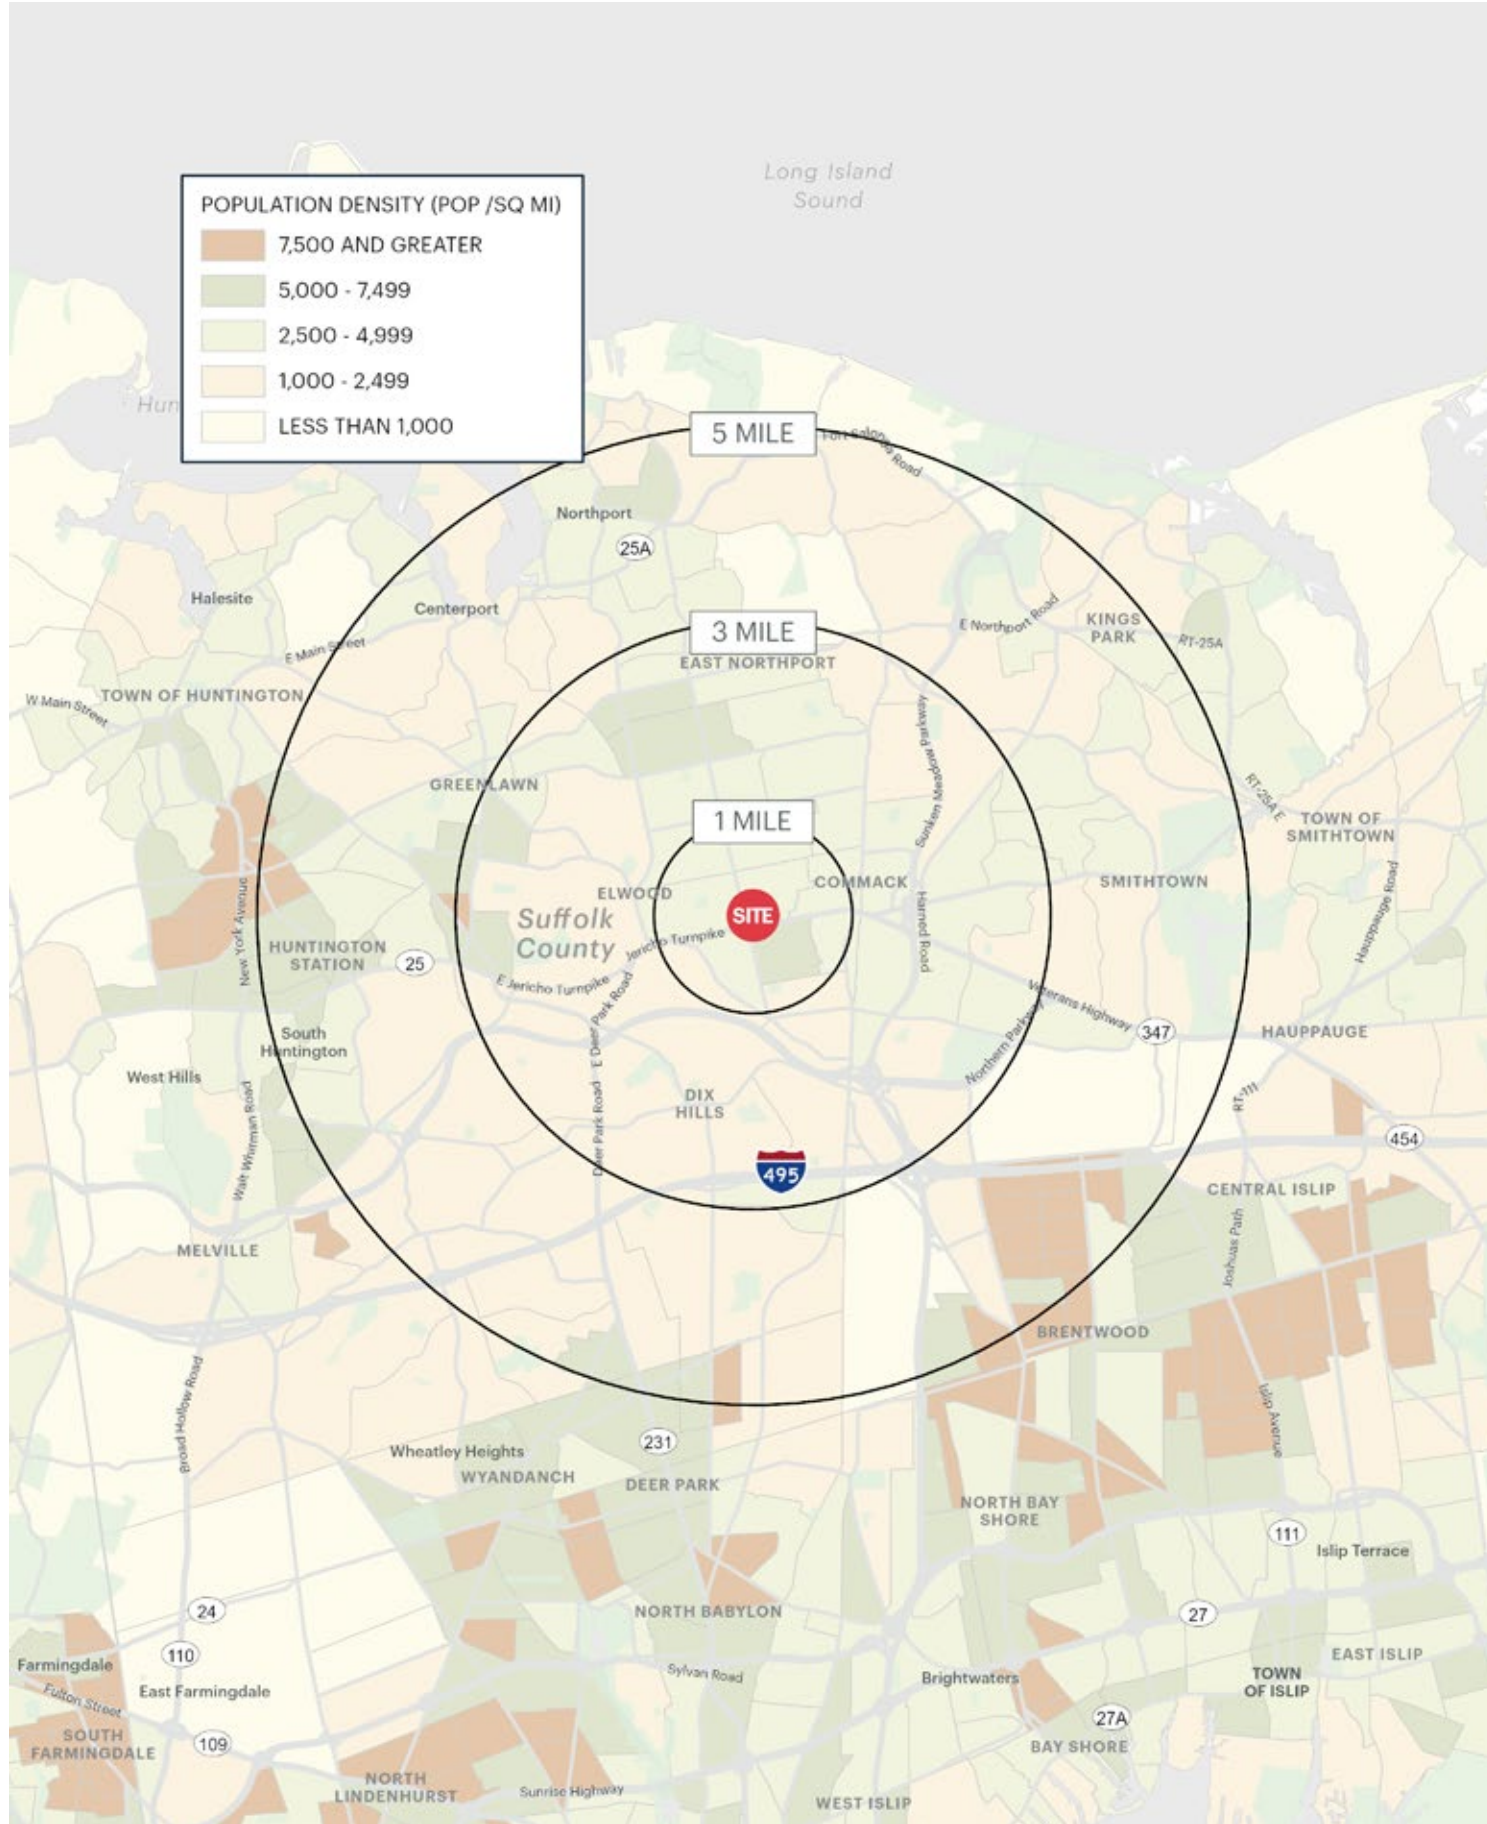 Long Island
Sound
POPULATION DENSITY (POP /SQ MI)
7,500 AND GREATER
5,000 - 7,499
2,500 - 4,999
1,000 - 2,499
LESS THAN 1,000
Hun
5 MILE
Road
Northport
25A
Halesite
Centerport
3 MILE
E Northport Road
KINGS
PARK
RT-25A
E Main Street
EAST NORTHPORT
TOWN OF HUNTINGTON
W Main Street
Sunken Meadow Parkway
GREENLAWN
RT-25A E
1 MILE
TOWN OF
SMITHTOWN
ELWOOD
COMMACK
SMITHTOWN
SITE
Suffolk
County
New York Avenue
Harned Road
Hauppauge Road
HUNTINGTON
STATION
25
Jericho Turnpike
E Jericho Turnpike
E Deer Park Road
Veterans Highway
347
HAUPPAUGE
South
Huntington
Northern Parkway
West Hills
DIX
HILLS
RT-111
454
Walt Whitman Road
Deer Park Road
495
CENTRAL ISLIP
Joshuas Path
MELVILLE
BRENTWOOD
Broad Hollow Road
Islip Avenue
Wheatley Heights
231
WYANDANCH
DEER PARK
NORTH BAY
SHORE
111
Islip Terrace
24
NORTH BABYLON
27
110
Farmingdale
EAST ISLIP
Sylvan Road
Brightwaters
TOWN
OF ISLIP
East Farmingdale
Fulton Street
27A
SOUTH
FARMINGDALE
109
BAY SHORE
NORTH
LINDENHURST
Sunrise Highway
WEST ISLIP